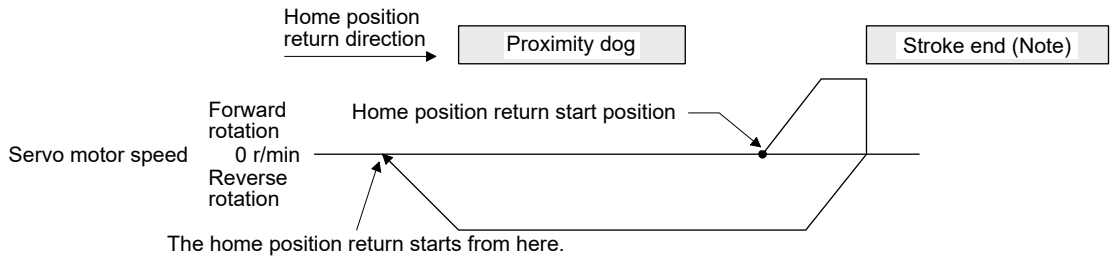 Home position
return direction
Proximity dog
Stroke end (Note)
Forward
rotation
Home position return start position
Servo motor speed
0 r/min
Reverse
rotation
The home position return starts from here.